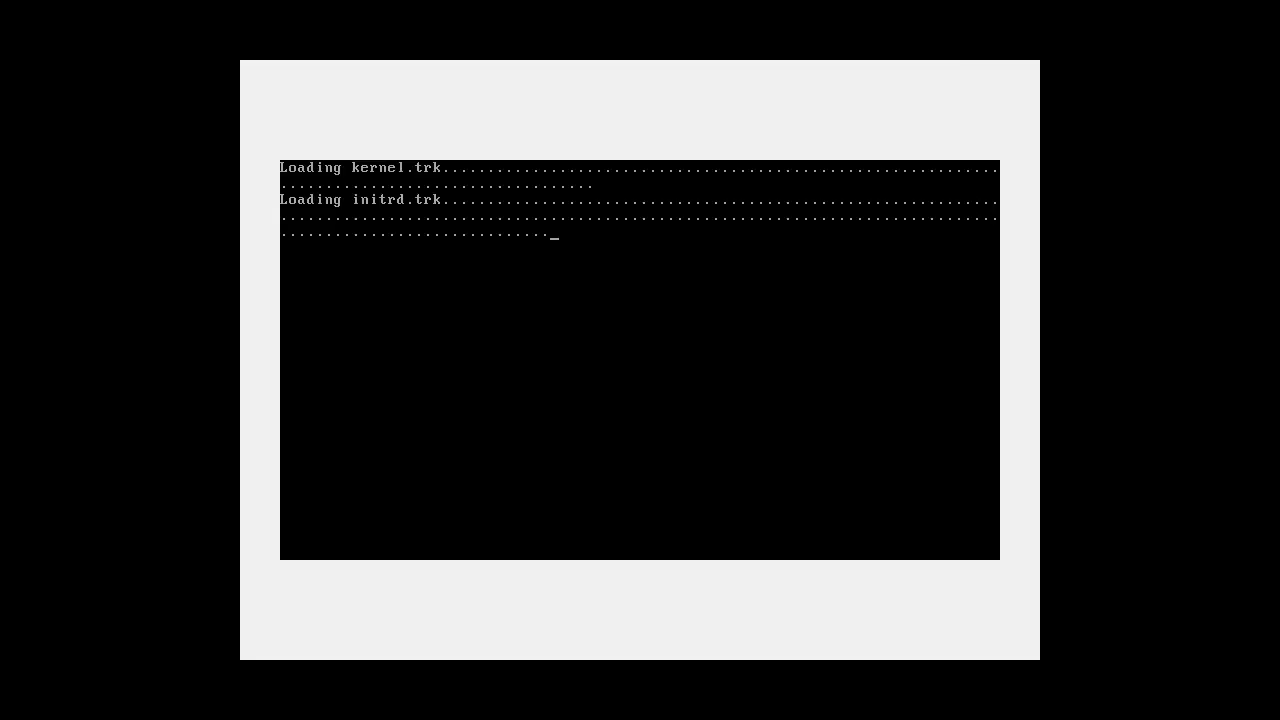 Loading kernel.trk..............................................................
...................................
Loading initrd.trk..............................................................
................................................................................
.............................._